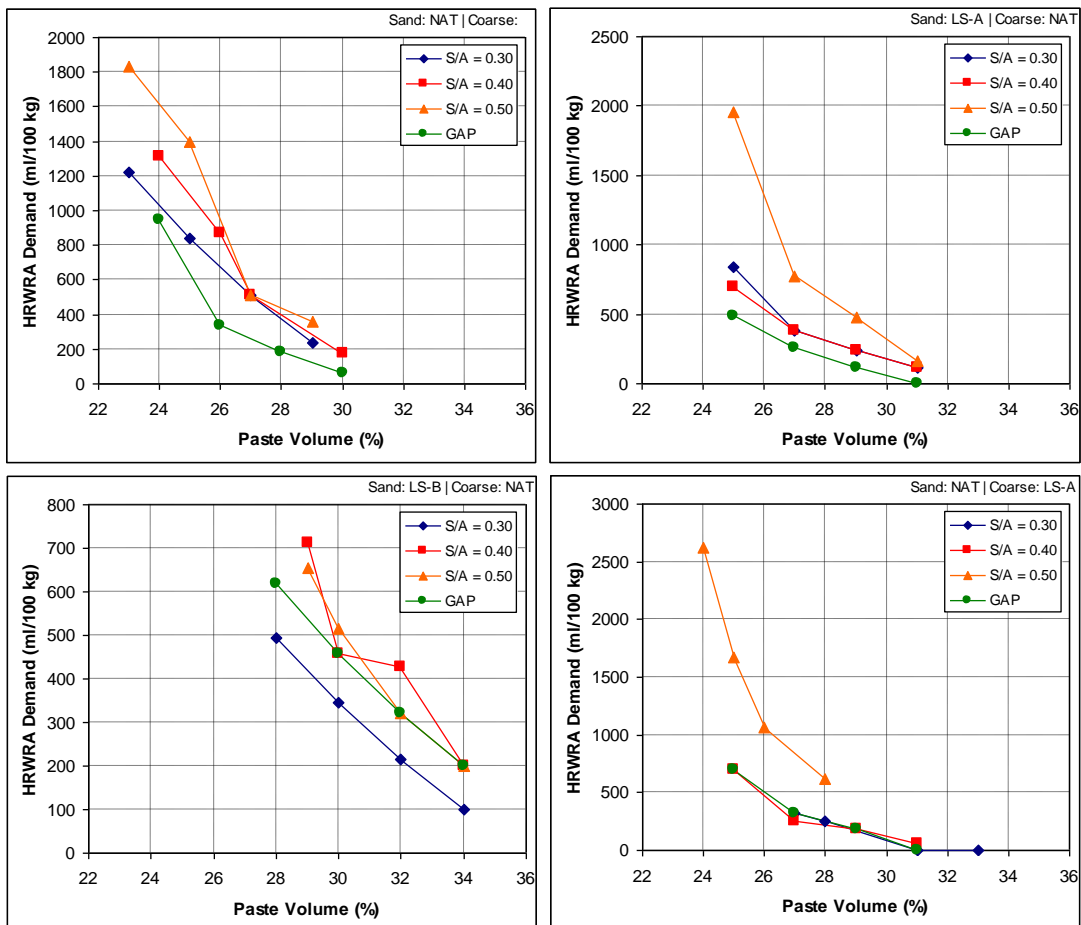 Sand: NAT | Coarse:
HRWRA Demand (ml/100 kg)
2000
1800
1600
1400
1200
1000
800
600
400
200
0
S/A = 0.30
S/A = 0.40
S/A = 0.50
GAP
22 24 26 28 30 32 34 36
Paste Volume (%)
Sand: LS-A | Coarse: NAT
HRWRA Demand (ml/100 kg)
2500
2000
1500
1000
500
0
S/A = 0.30
S/A = 0.40
S/A = 0.50
GAP
22 24 26 28 30 32 34 36
Paste Volume (%)
Sand: LS-B | Coarse: NAT
HRWRA Demand (ml/100 kg)
800
700
600
500
400
300
200
100
0
S/A = 0.30
S/A = 0.40
S/A = 0.50
GAP
22 24 26 28 30 32 34 36
Paste Volume (%)
Sand: NAT | Coarse: LS-A
HRWRA Demand (ml/100 kg)
3000
2500
2000
1500
1000
500
0
S/A = 0.30
S/A = 0.40
S/A = 0.50
GAP
22 24 26 28 30 32 34 36
Paste Volume (%)